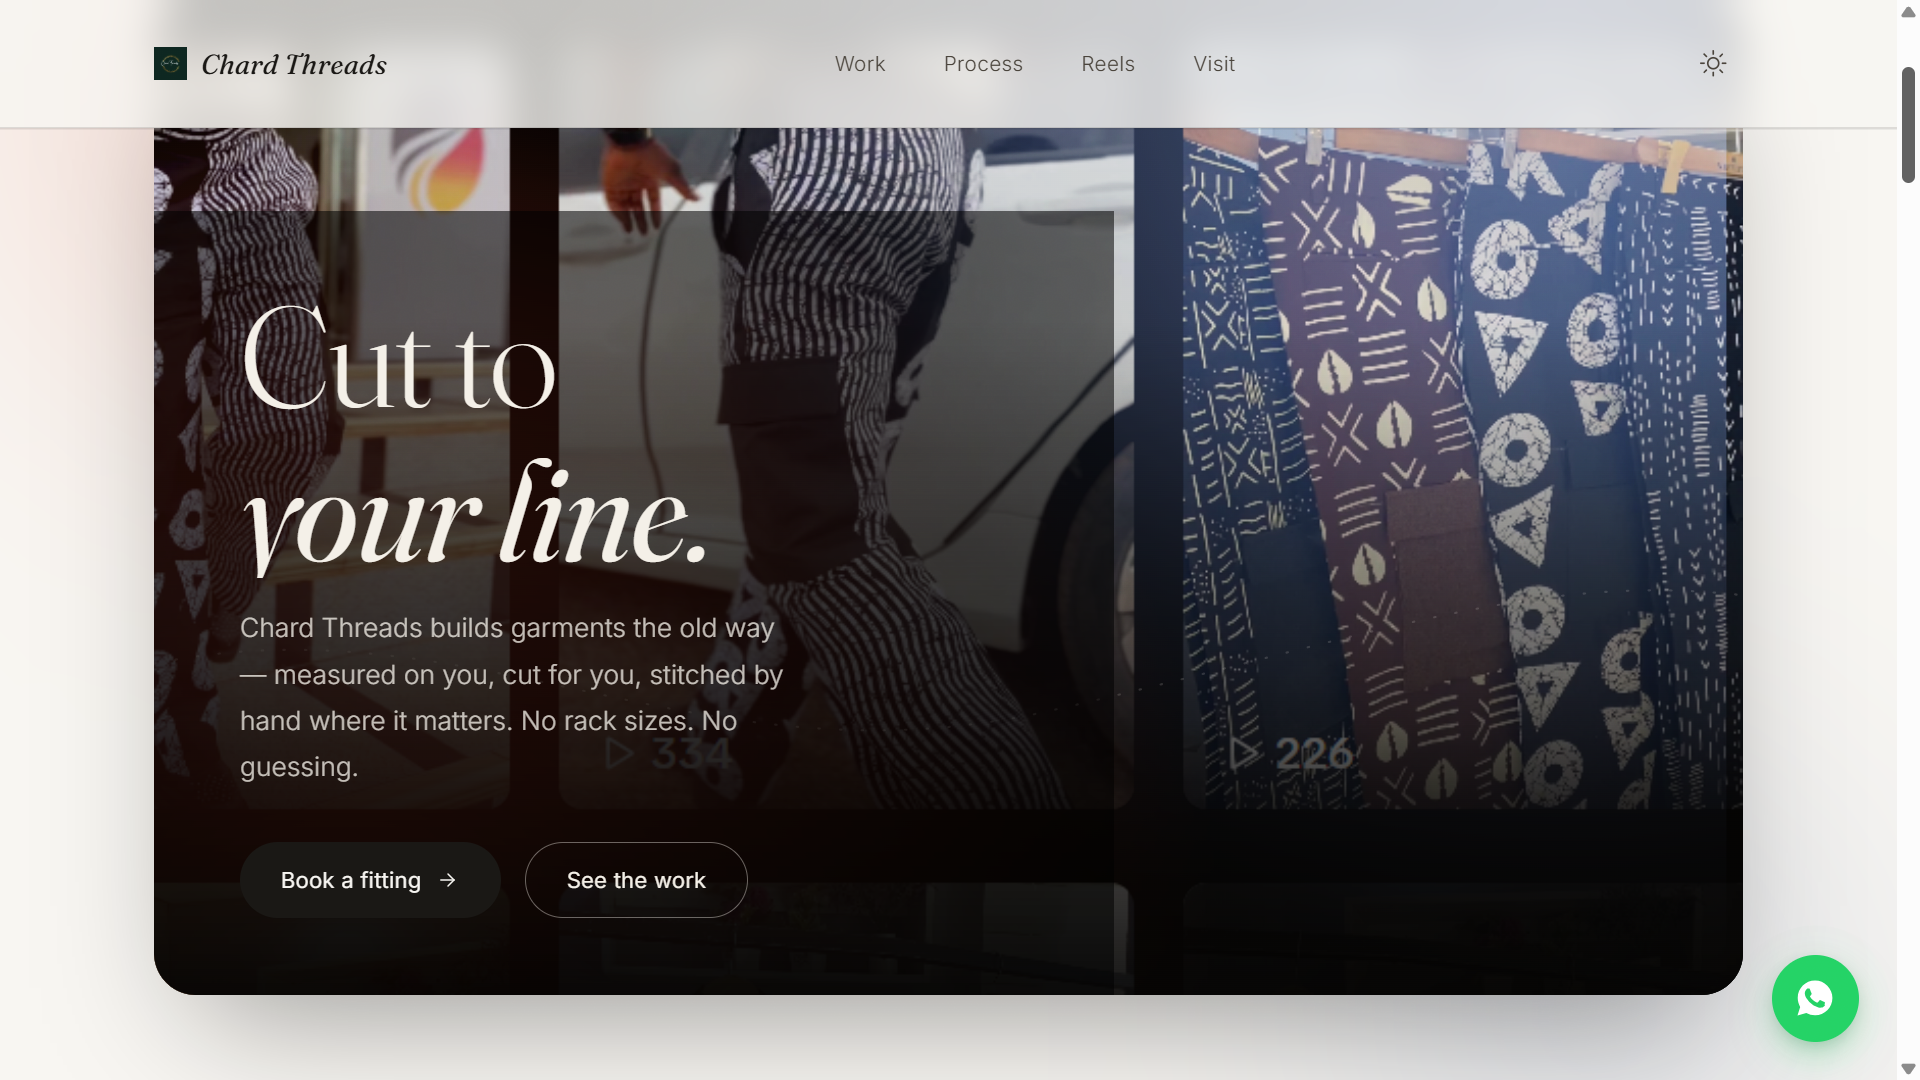 Chard Threads
Work
Process
Reels
Visit
Cut to
your line.
Chard Threads builds garments the old way
— measured on you, cut for you, stitched by
hand where it matters. No rack sizes. No
guessing.
334
226
Book a fitting →
See the work